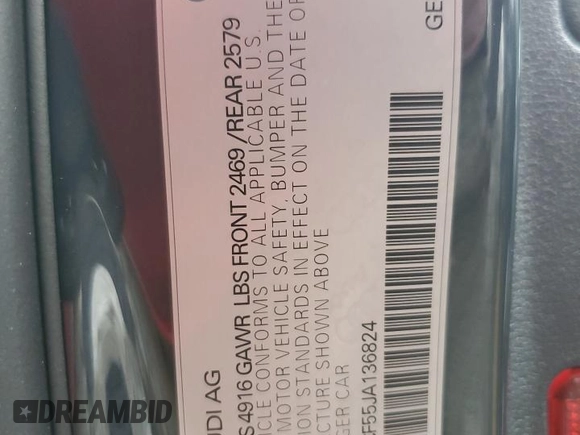 GE
UDI AG
S 4916 GAWR LBS FRONT 2469 /REAR 2579
ICLE CONFORMS TO ALL APPLICABLE U.S.
MOTOR VEHICLE SAFETY, BUMPER AND THE
ION STANDARDS IN EFFECT ON THE DATE OF
CTURE SHOWN ABOVE
GER CAR
F55JA136824
DREAMBID